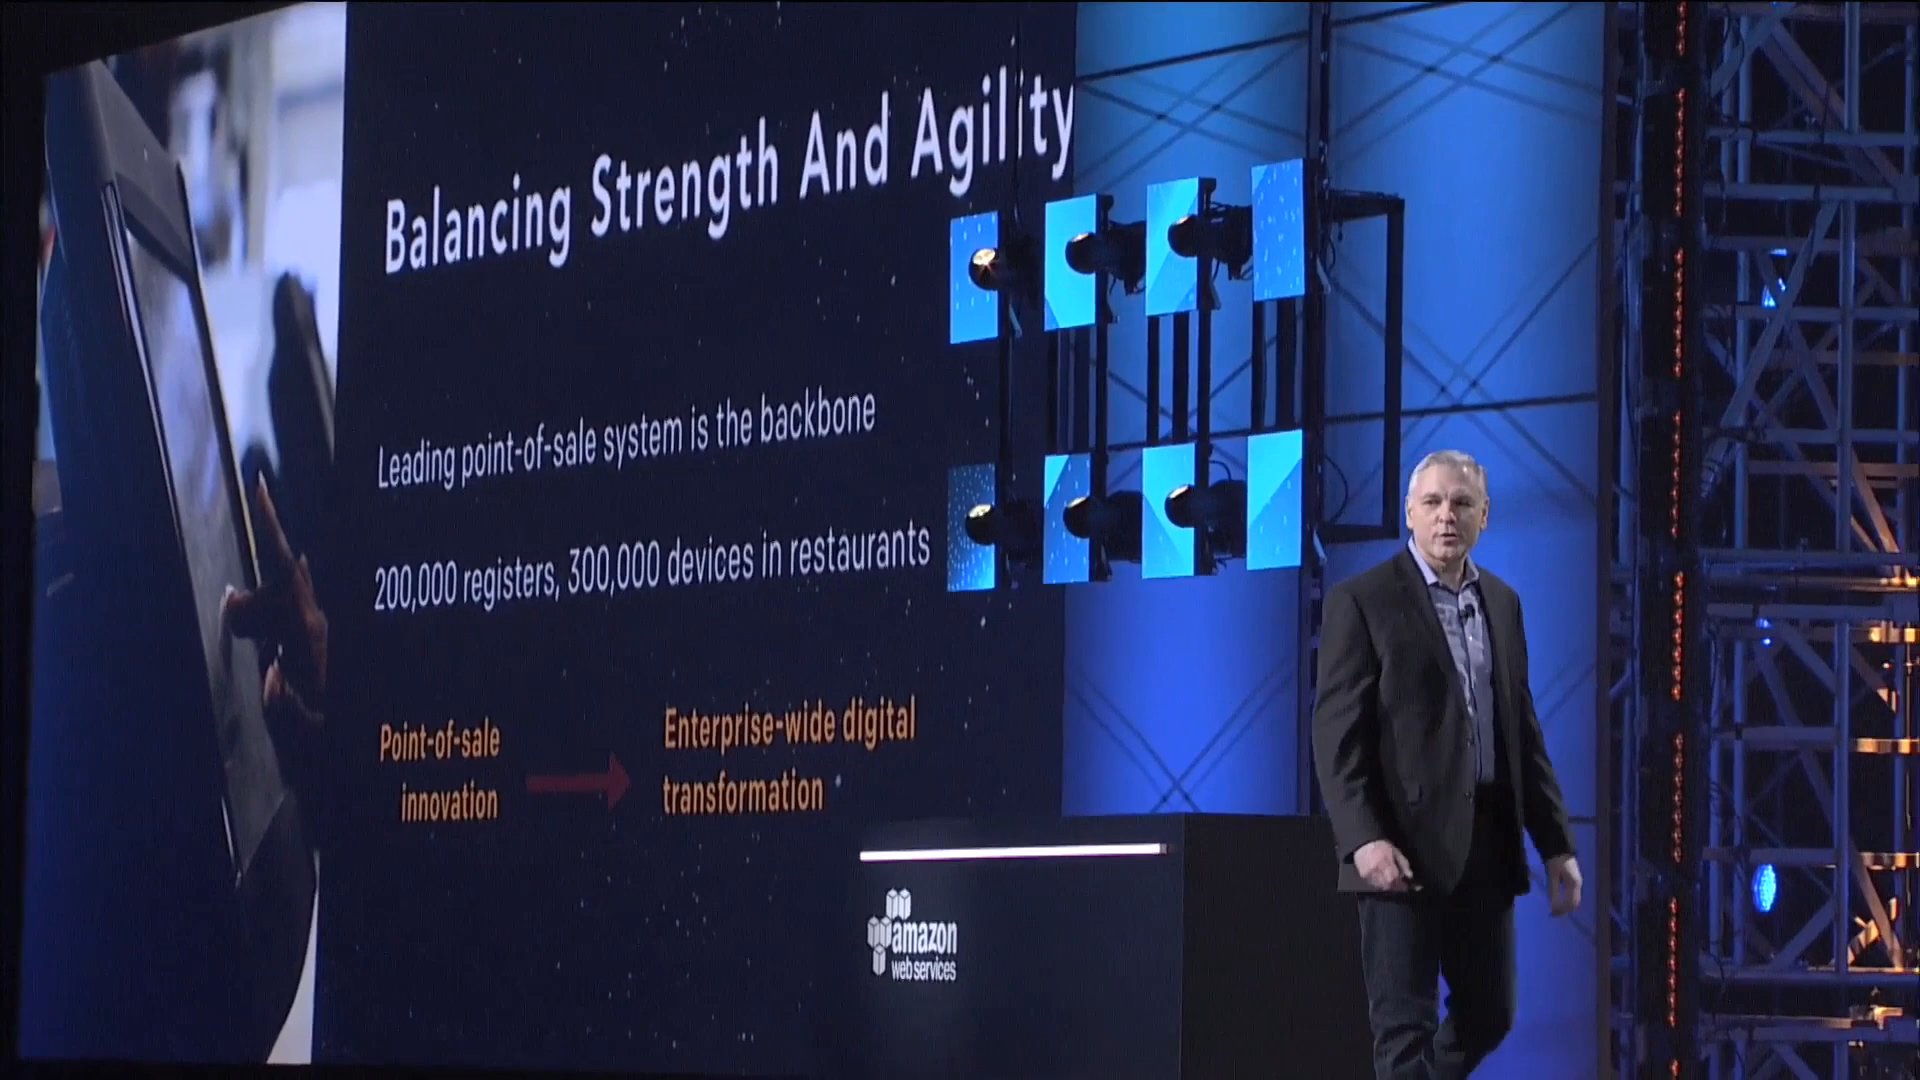 Balancing Strength And Agility
Leading point-of-sale system is the backbone
200,000 registers, 300,000 devices in restaurants
Point-of-sale
innovation
Enterprise-wide digital
transformation
amazon
web services